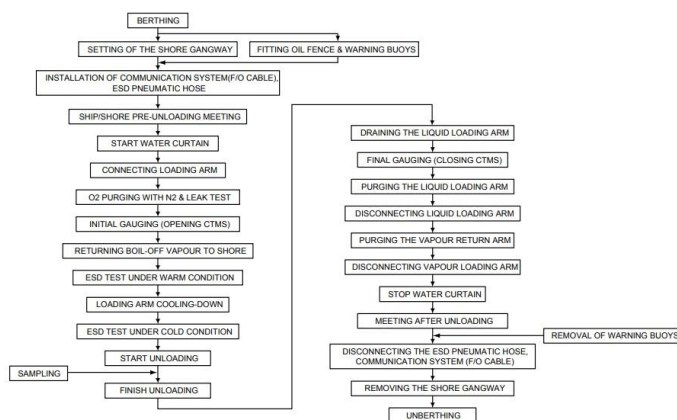 BERTHING
SETTING OF THE SHORE GANGWAY
FITTING OIL FENCE & WARNING BUOYS
INSTALLATION OF COMMUNICATION SYSTEM(F/O CABLE),
ESD PNEUMATIC HOSE
SHIP/SHORE PRE-UNLOADING MEETING
START WATER CURTAIN
CONNECTING LOADING ARM
O2 PURGING WITH N2 & LEAK TEST
INITIAL GAUGING (OPENING CTMS)
RETURNING BOIL-OFF VAPOUR TO SHORE
ESD TEST UNDER WARM CONDITION
LOADING ARM COOLING-DOWN
ESD TEST UNDER COLD CONDITION
START UNLOADING
SAMPLING
FINISH UNLOADING
DRAINING THE LIQUID LOADING ARM
FINAL GAUGING (CLOSING CTMS)
PURGING THE LIQUID LOADING ARM
DISCONNECTING LIQUID LOADING ARM
PURGING THE VAPOUR RETURN ARM
DISCONNECTING VAPOUR LOADING ARM
STOP WATER CURTAIN
MEETING AFTER UNLOADING
REMOVAL OF WARNING BUOYS
DISCONNECTING THE ESD PNEUMATIC HOSE,
COMMUNICATION SYSTEM (F/O CABLE)
REMOVING THE SHORE GANGWAY
UNBERTHING